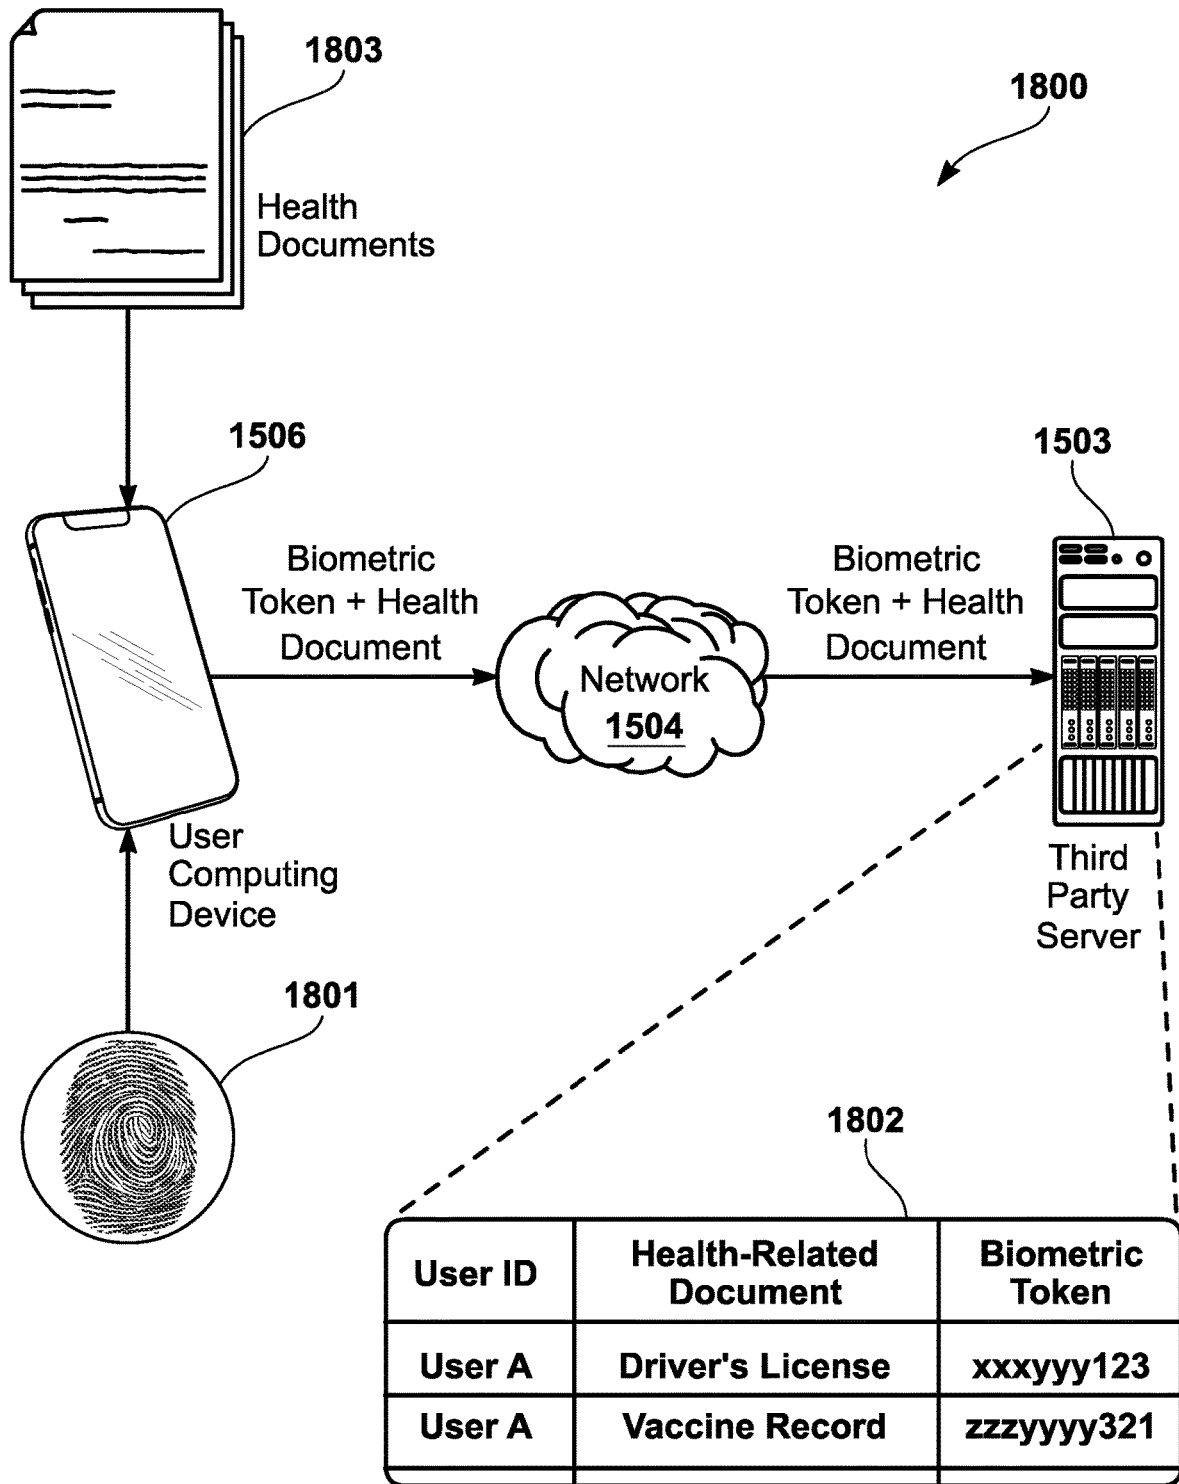 1803
1800
Health
Documents
1506
1503
Biometric
Token + Health
Document
Biometric
Token + Health
Document
Network
1504
User
Computing
Device
Third
Party
Server
1801
1802
User ID
Health-Related
Document
Biometric
Token
User A
Driver's License
xxxyyy123
User A
Vaccine Record
zzzyyyy321